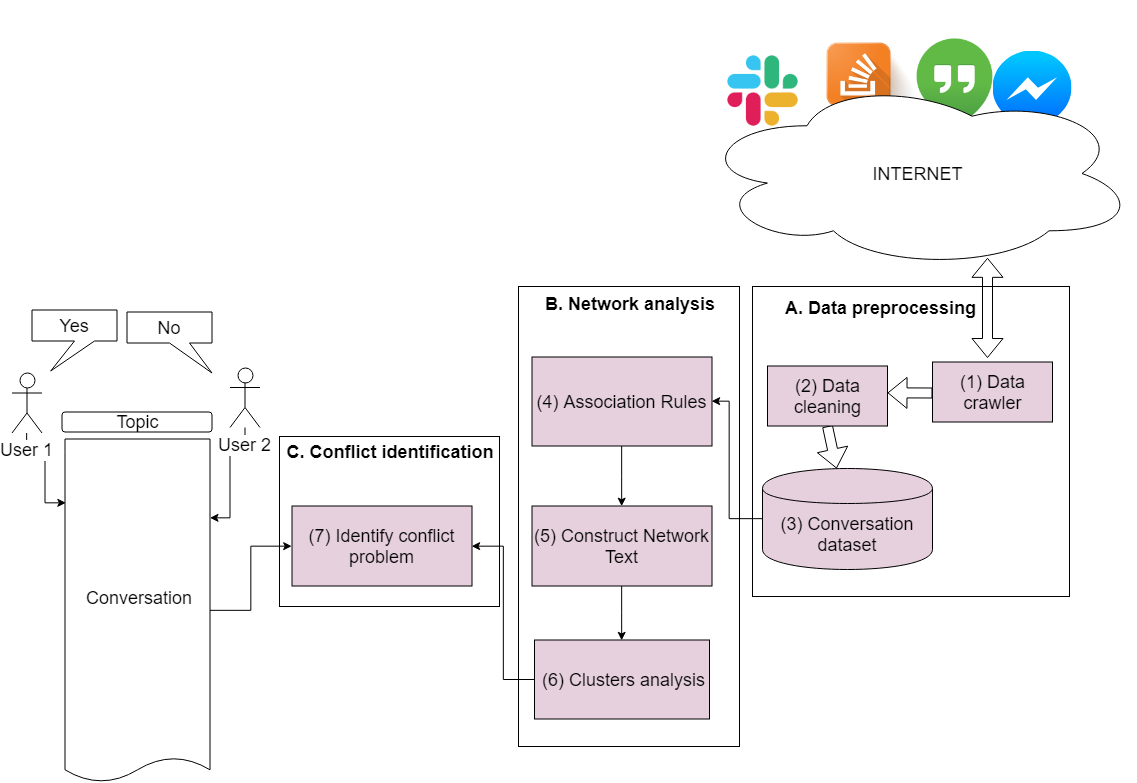 INTERNET
A. Data preprocessing
(1) Data
crawler
(2) Data
cleaning
(3) Conversation
dataset
B. Network analysis
(4) Association Rules
(5) Construct Network
Text
(6) Clusters analysis
C. Conflict identification
(7) Identify conflict
problem
Yes
No
User 1
User 2
Topic
Conversation